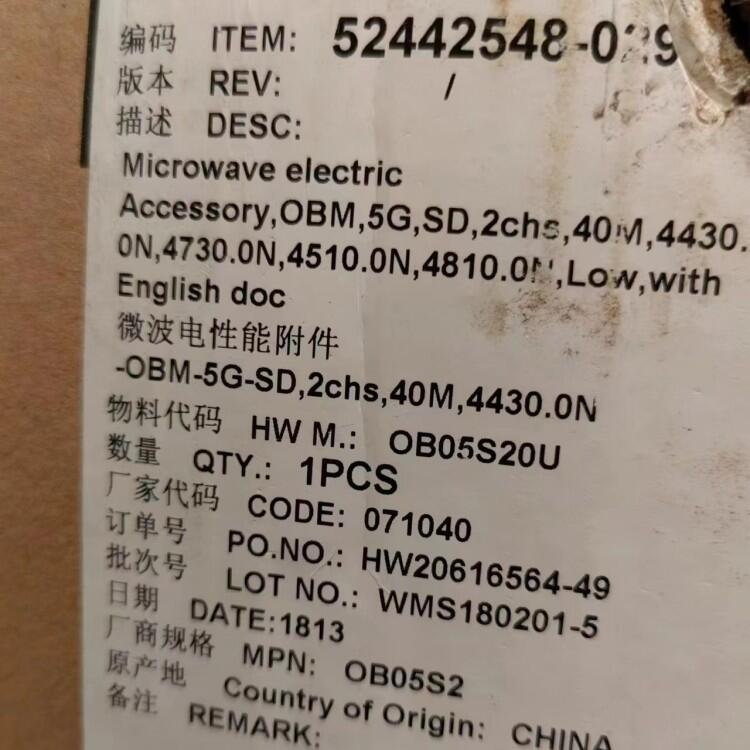 编码 ITEM:
版本 REV: /
描述 DESC:
Microwave electric
Accessory,OBM,5G,SD,2chs,40M,4430.
0N,4730.0N,4510.0N,4810.0N,Low,with
English doc
微波电性能附件
-OBM-5G-SD,2chs,40M,4430.0N
物料代码 HW M.: OB05S20U
数量 QTY.: 1PCS
厂家代码 CODE: 071040
订单号 PO.NO.: HW20616564-49
批次号 LOT NO.: WMS180201-5
日期 DATE:1813
厂商规格 MPN: OB05S2
原产地 Country of Origin: CHINA
备注 REMARK: